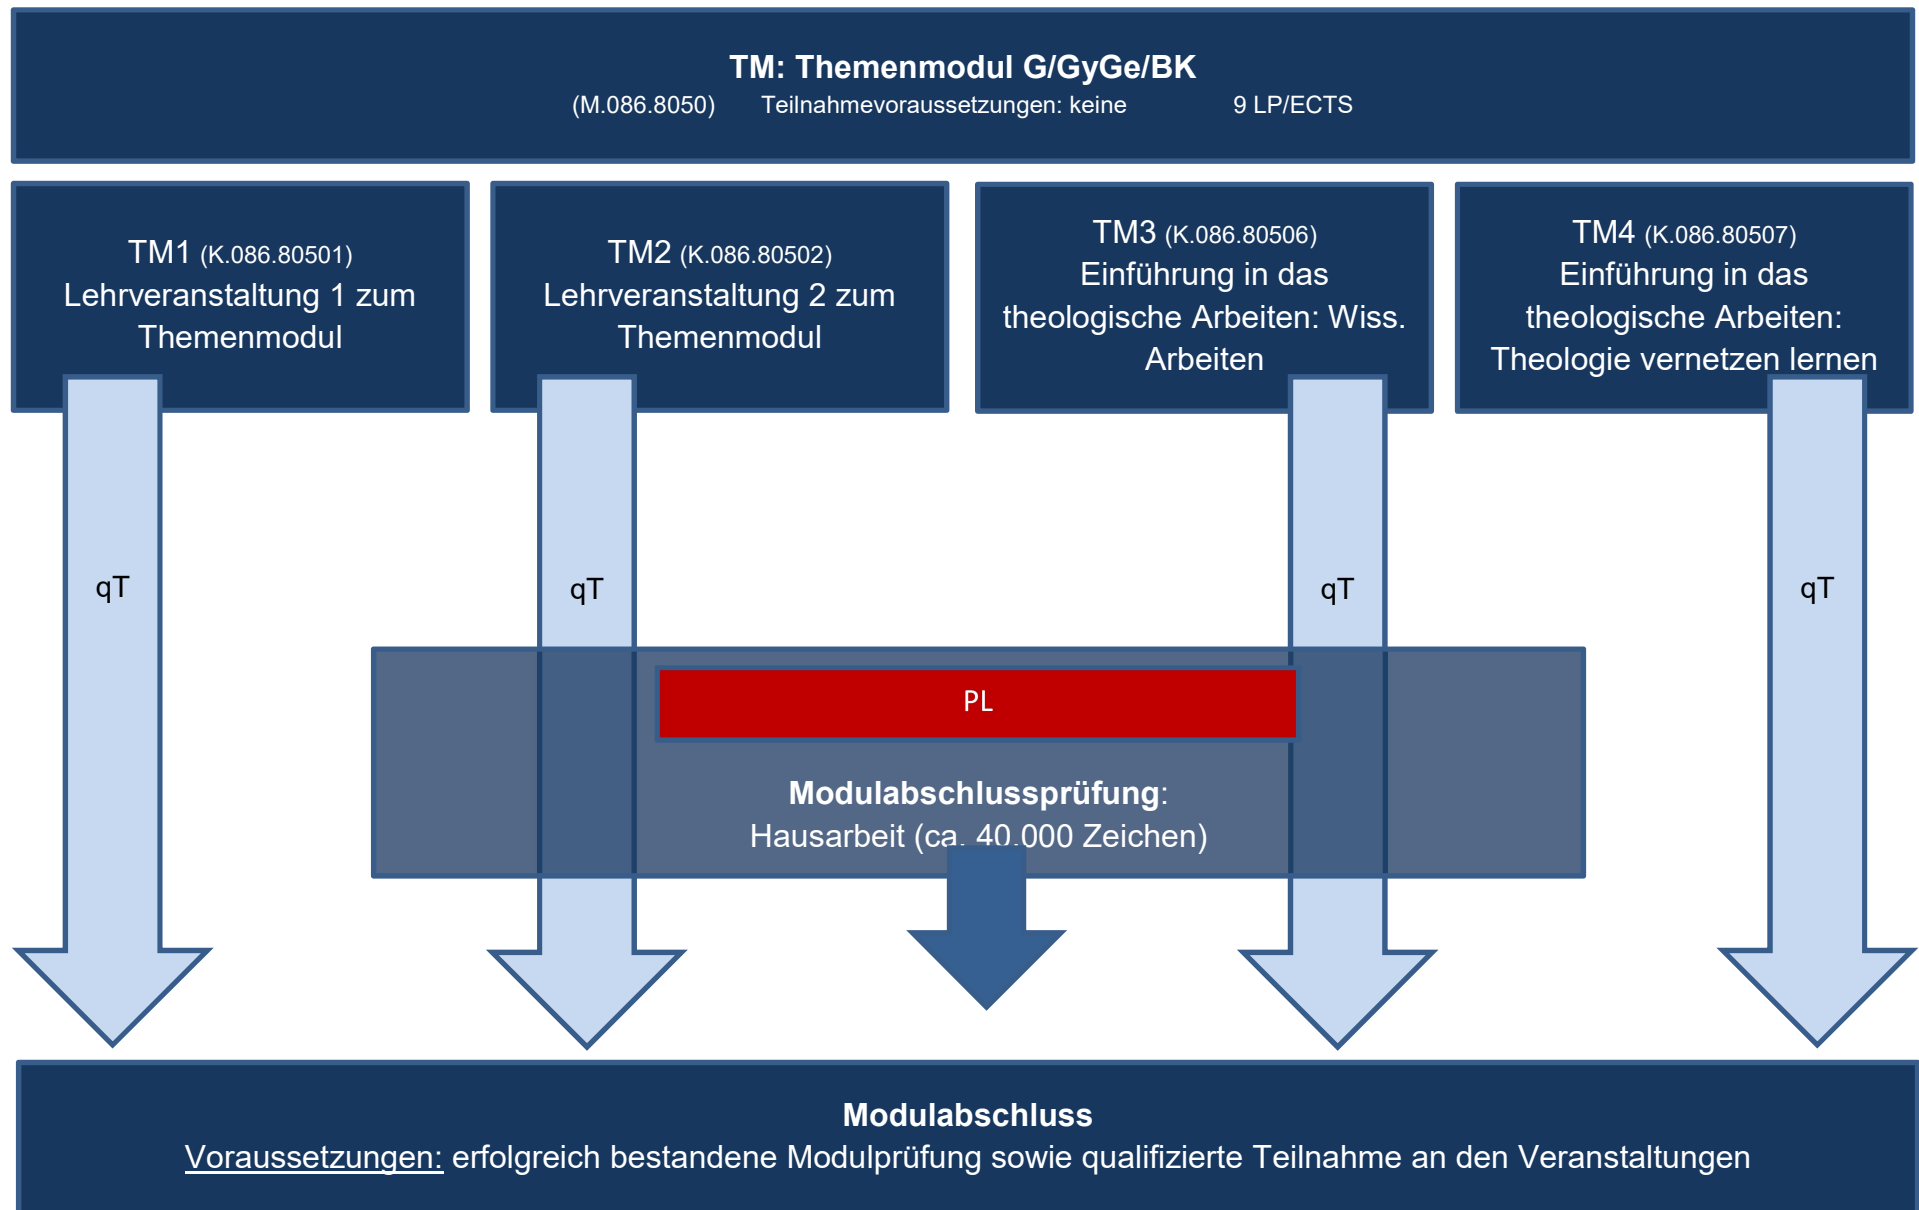 TM: Themenmodul G/GyGe/BK
(M.086.8050) Teilnahmevoraussetzungen: keine 9 LP/ECTS
TM1 (K.086.80501)
Lehrveranstaltung 1 zum
Themenmodul
TM2 (K.086.80502)
Lehrveranstaltung 2 zum
Themenmodul
TM3 (K.086.80506)
Einführung in das
theologische Arbeiten: Wiss.
Arbeiten
TM4 (K.086.80507)
Einführung in das
theologische Arbeiten:
Theologie vernetzen lernen
qT
qT
qT
qT
PL
Modulabschlussprüfung:
Hausarbeit (ca. 40.000 Zeichen)
Modulabschluss
Voraussetzungen: erfolgreich bestandene Modulprüfung sowie qualifizierte Teilnahme an den Veranstaltungen